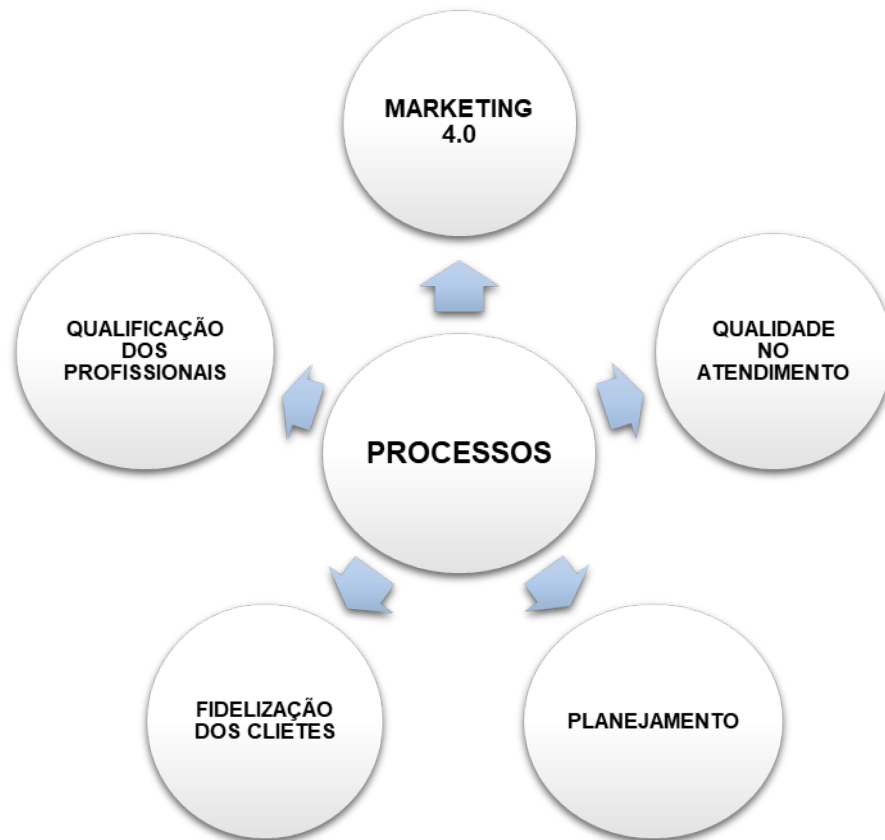 MARKETING
4.0
QUALIFICAÇÃO
DOS
PROFISSIONAIS
QUALIDADE
NO
ATENDIMENTO
PROCESSOS
FIDELIZAÇÃO
DOS CLIETES
PLANEJAMENTO